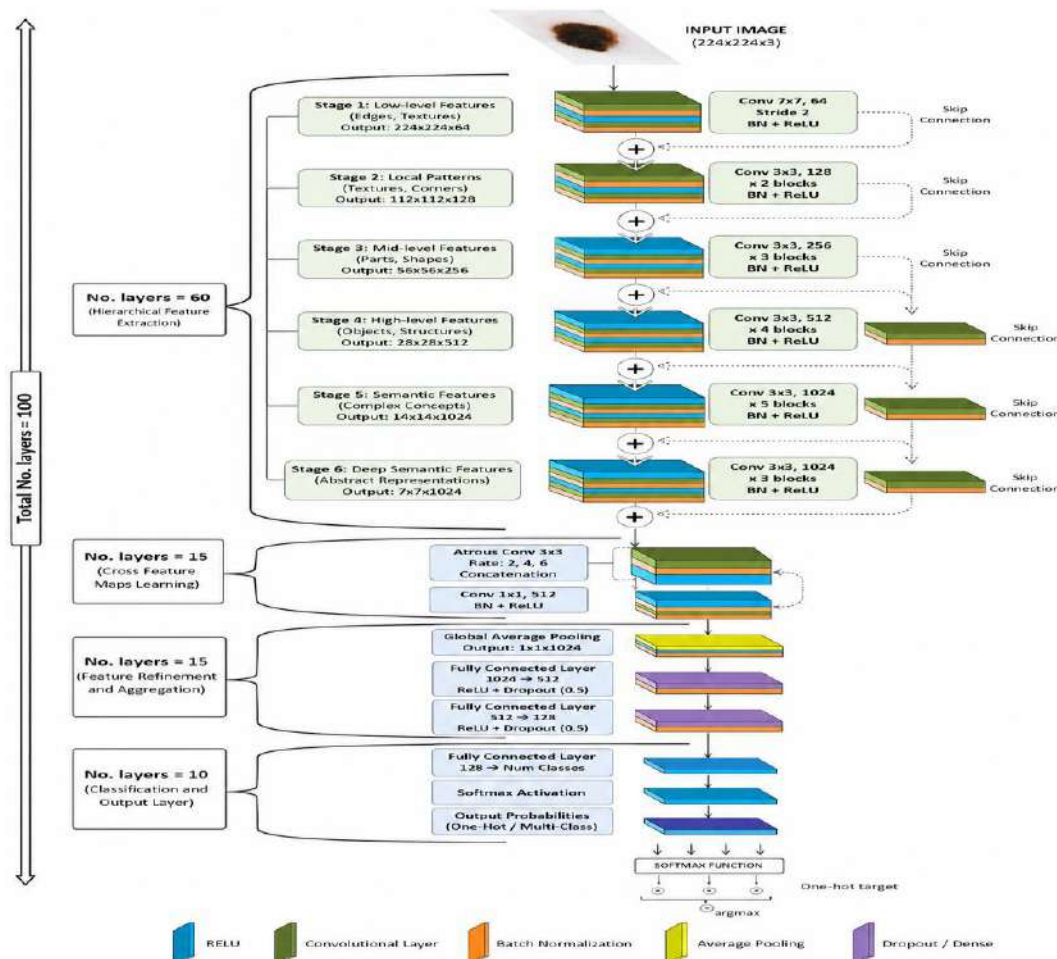 INPUT IMAGE
(224x224x3)
Stage 1: Low-level Features
(Edges, Textures)
Output: 224x224x64
Conv 7x7, 64
Stride 2
BN + ReLU
Skip
Connection
Stage 2: Local Patterns
(Textures, Corners)
Output: 112x112x128
Conv 3x3, 128
x 2 blocks
BN + ReLU
Skip
Connection
Stage 3: Mid-level Features
(Parts, Shapes)
Output: 56x56x256
Conv 3x3, 256
x 3 blocks
BN + ReLU
Skip
Connection
No. layers = 60
(Hierarchical Feature
Extraction)
Stage 4: High-level Features
(Objects, Structures)
Output: 28x28x512
Conv 3x3, 512
x 4 blocks
BN + ReLU
Skip
Connection
Stage 5: Semantic Features
(Complex Concepts)
Output: 14x14x1024
Conv 3x3, 1024
x 5 blocks
BN + ReLU
Skip
Connection
Stage 6: Deep Semantic Features
(Abstract Representations)
Output: 7x7x1024
Conv 3x3, 1024
x 3 blocks
BN + ReLU
Skip
Connection
Total No. layers = 100
No. layers = 15
(Cross Feature
Maps Learning)
Atrous Conv 3x3
Rate: 2, 4, 6
Concatenation
Conv 1x1, 512
BN + ReLU
No. layers = 15
(Feature Refinement
and Aggregation)
Global Average Pooling
Output: 1x1x1024
Fully Connected Layer
1024 → 512
ReLU + Dropout (0.5)
Fully Connected Layer
512 → 128
ReLU + Dropout (0.5)
No. layers = 10
(Classification and
Output Layer)
Fully Connected Layer
128 → Num Classes
Softmax Activation
Output Probabilities
(One-Hot / Multi-Class)
SOFTMAX FUNCTION
One-hot target
argmax
RELU
Convolutional Layer
Batch Normalization
Average Pooling
Dropout / Dense